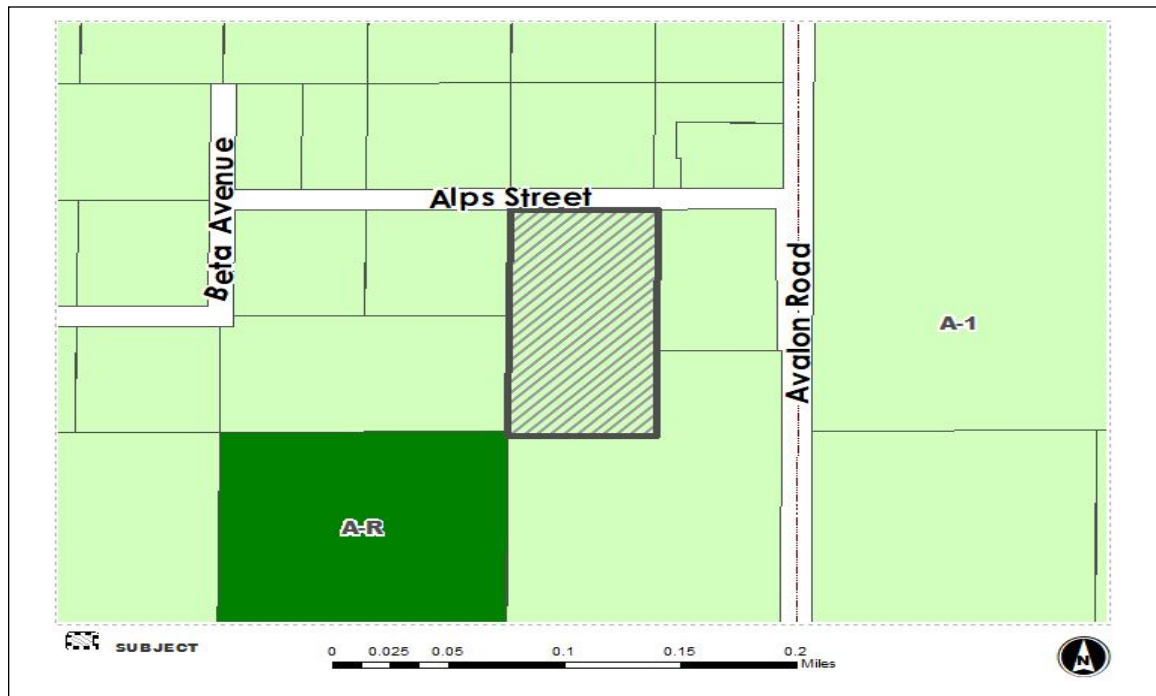 Alps Street
Beta Avenue
Avalon Road
A-1
A-R
SUBJECT
0 0.025 0.05 0.1 0.15 0.2
Miles
N